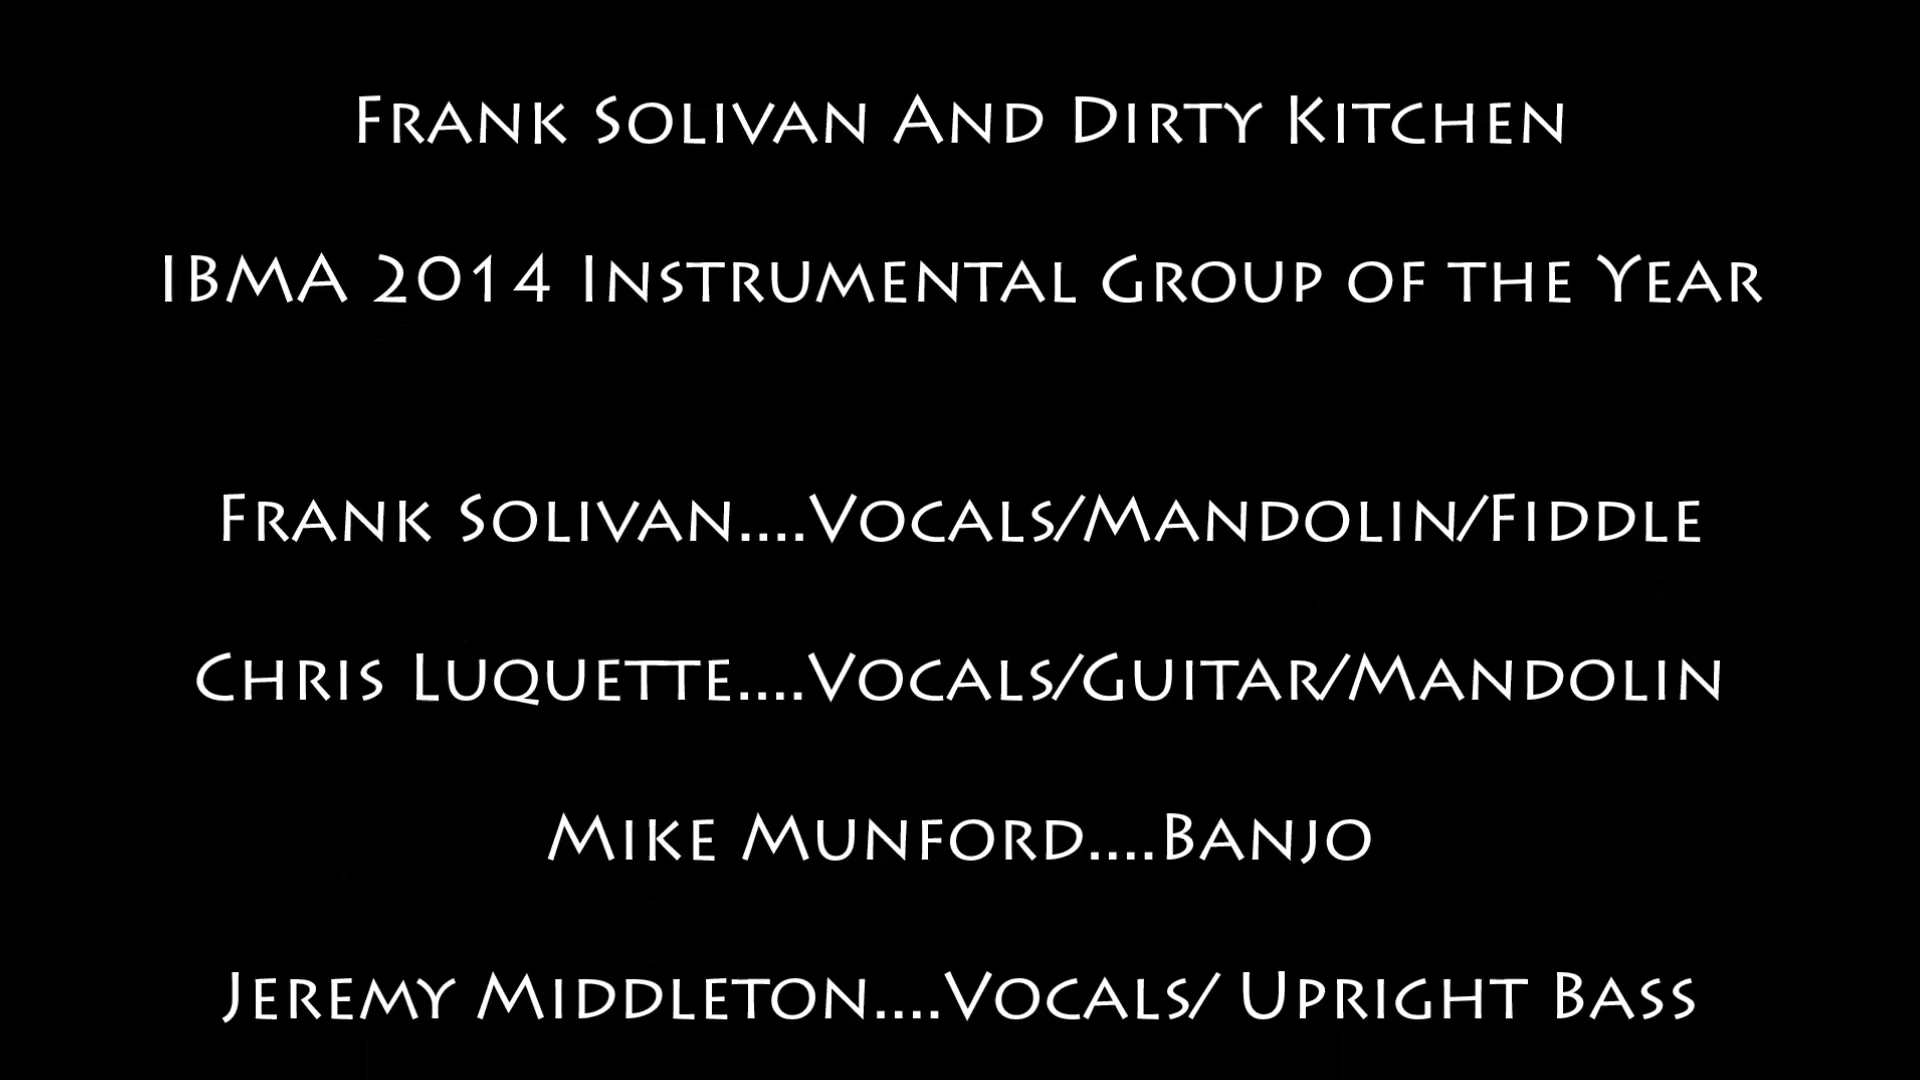 Frank Solivan And Dirty Kitchen
IBMA 2014 Instrumental Group of the Year
Frank Solivan....Vocals/Mandolin/Fiddle
Chris Luquette....Vocals/Guitar/Mandolin
Mike Munford....Banjo
Jeremy Middleton....Vocals/ Upright Bass